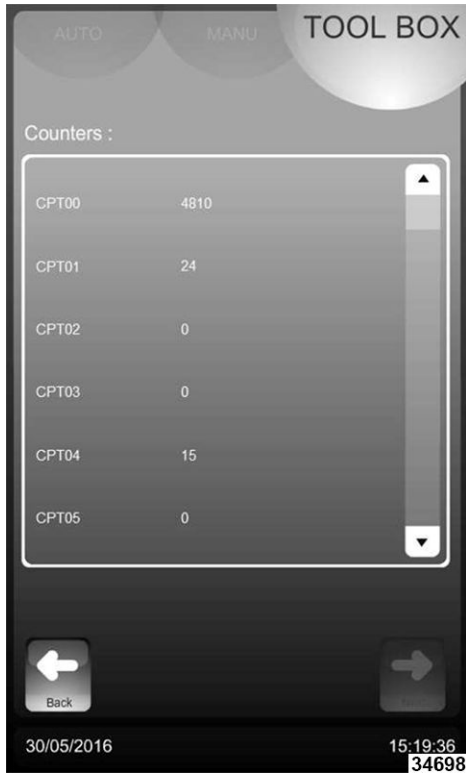 AUTO MANU TOOL BOX
Counters :
CPT00 4810
CPT01 24
CPT02 0
CPT03 0
CPT04 15
CPT05 0
Back
30/05/2016 15:19:36
34698